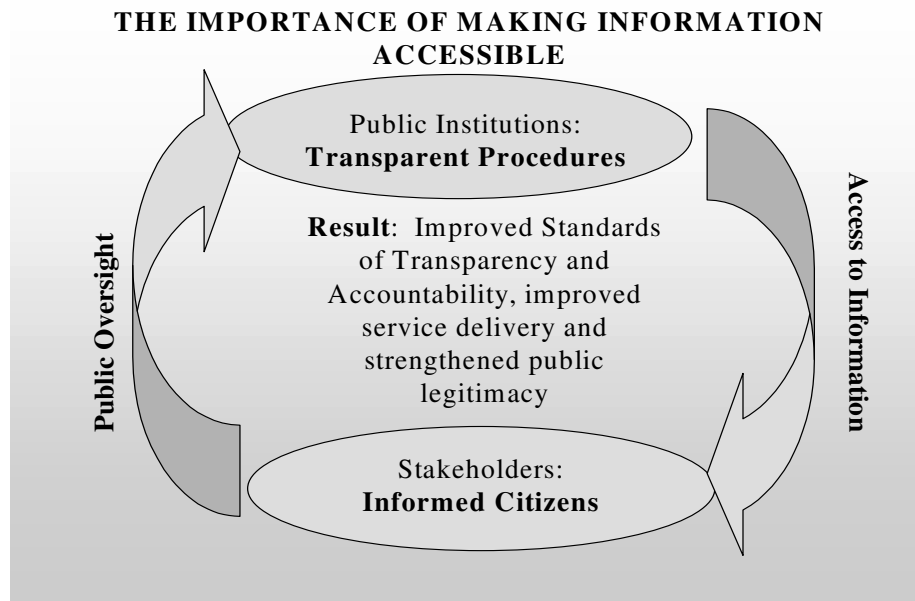 THE IMPORTANCE OF MAKING INFORMATION
ACCESSIBLE
Public Institutions:
Transparent Procedures
Access to Information
Result: Improved Standards
of Transparency and
Accountability, improved
service delivery and
strengthened public
legitimacy
Public Oversight
Stakeholders:
Informed Citizens